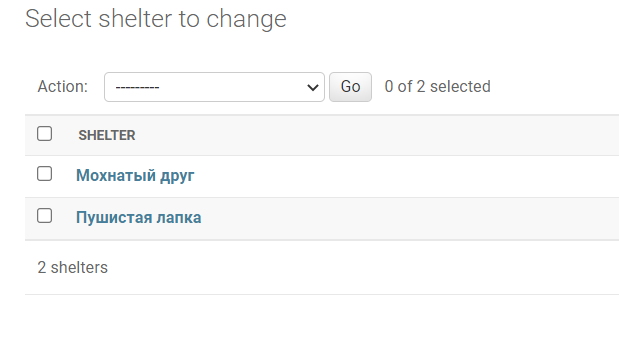 Select shelter to change
Action: --------- Go 0 of 2 selected
SHELTER
Мохнатый друг
Пушистая лапка
2 shelters